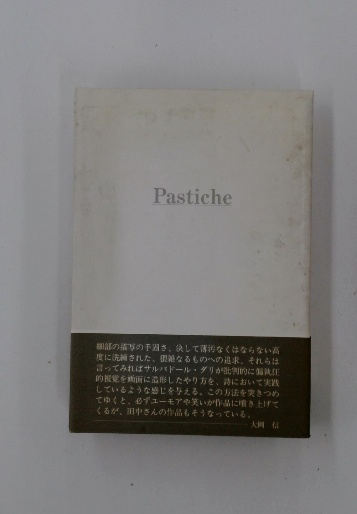 Pastiche
細部の描写の手固さ、決して薄汚なくはならない高
度に洗練された、猥雑なるものへの追求。それらは
言ってみればサルバドール・ダリが批判的に偏執狂
的視覚を画面に造形したやり方を、詩において実践
しているような感じを与える。この方法を突きつめ
てゆくと、必ずユーモアや笑いが作品に噴き上げて
くるが、田中さんの作品もそうなっている。
大岡 信